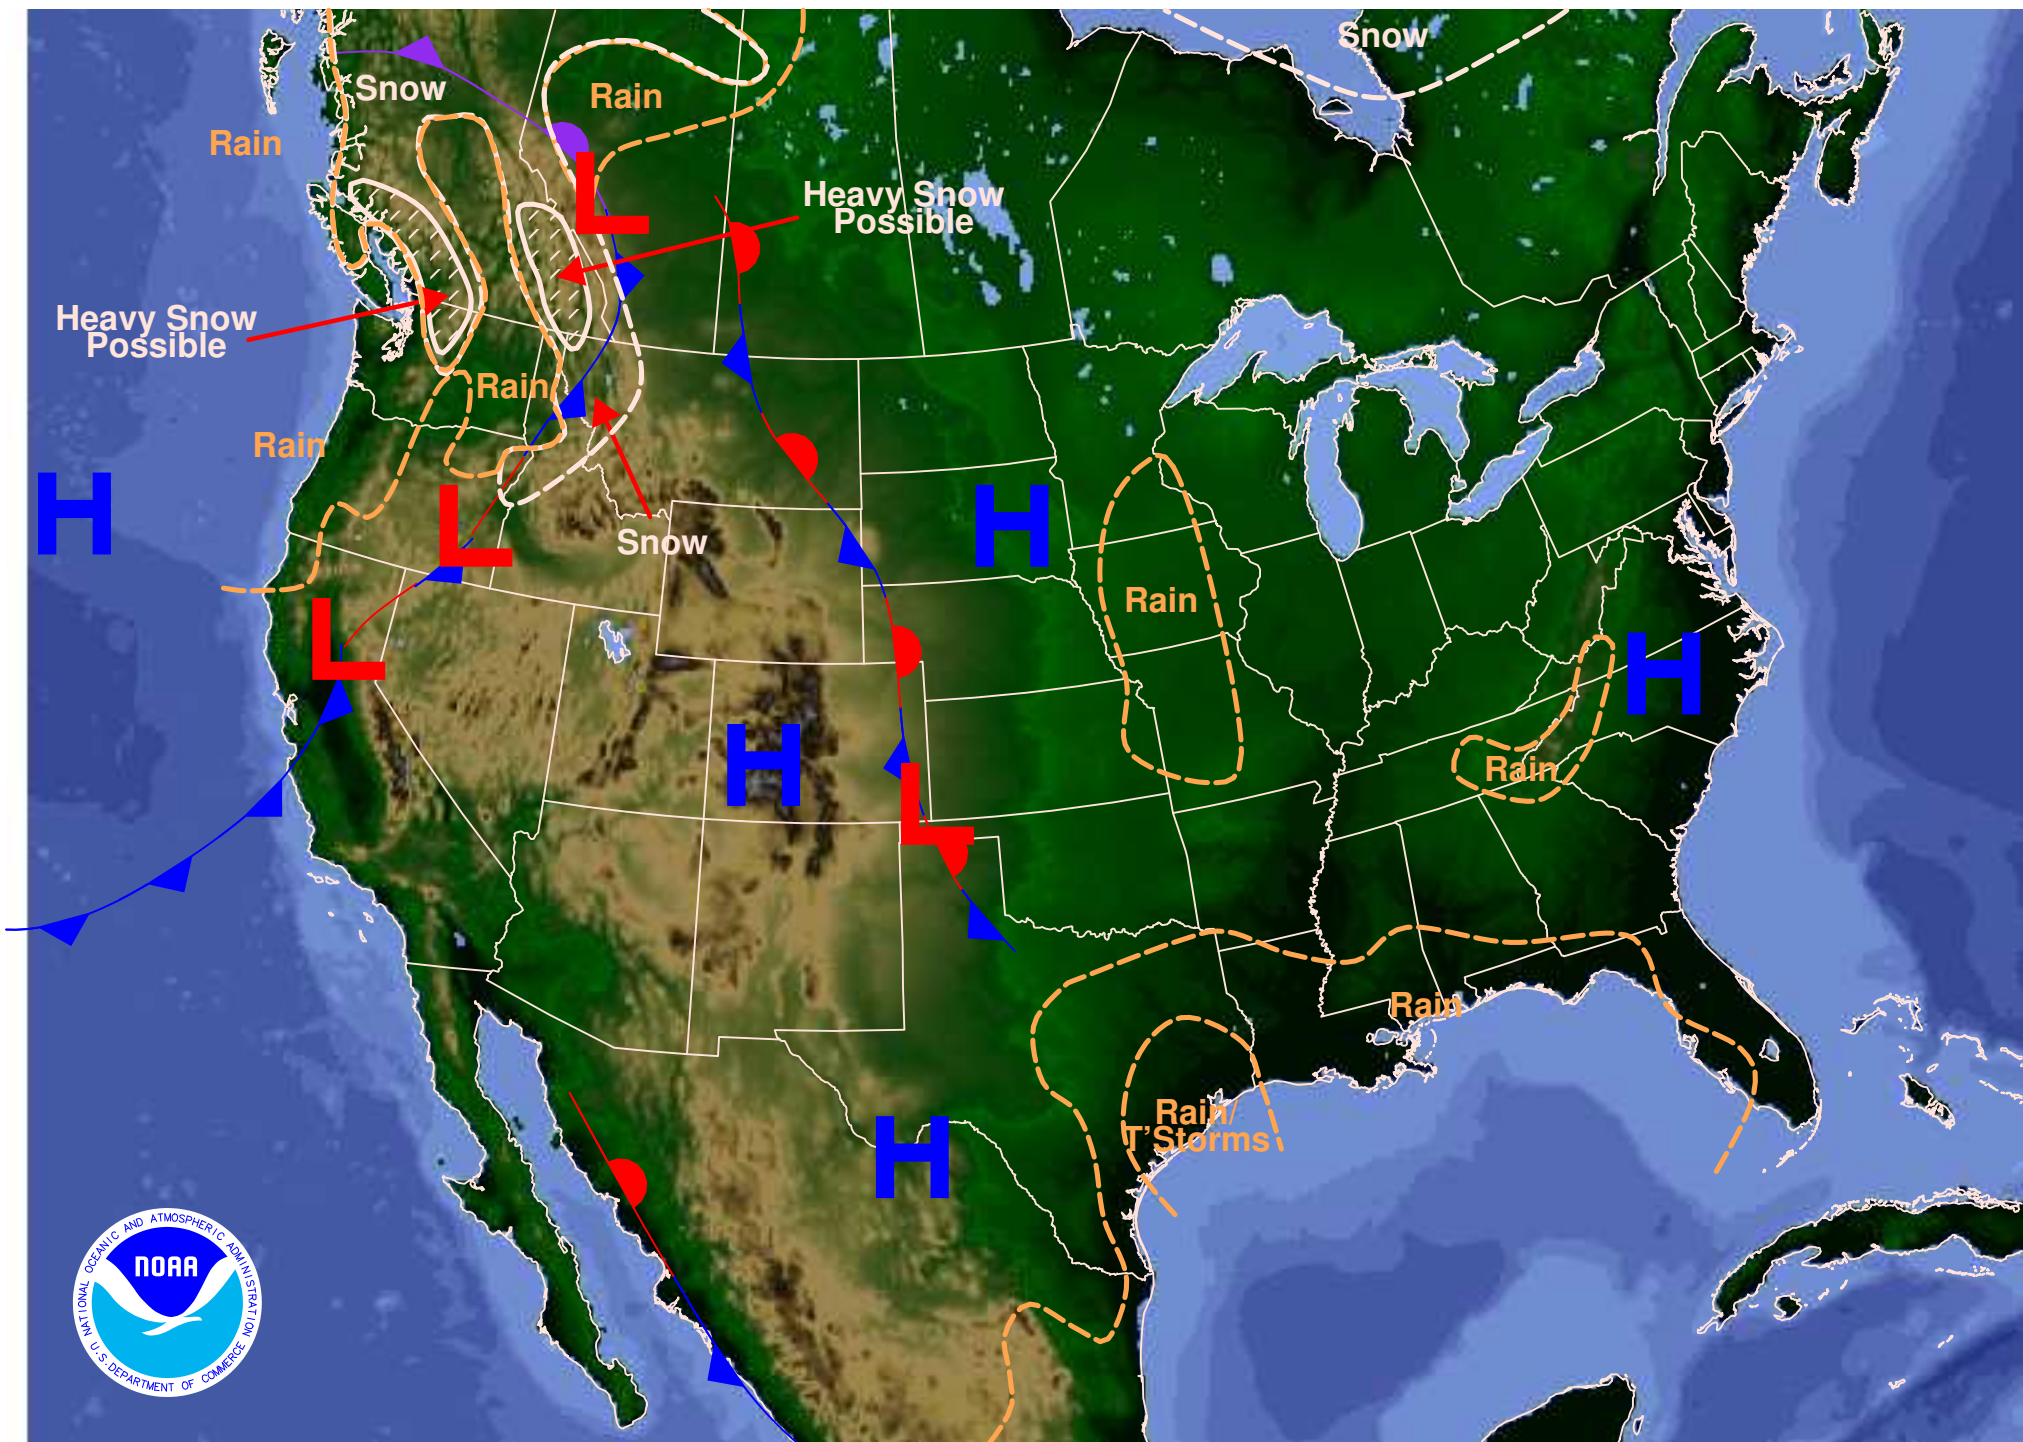 Snow
Snow
Rain
Rain
Heavy Snow
Possible
Heavy Snow
Possible
Rain
Rain
H
L
L
H
Snow
Rain
L
L
H
H
Rain
L
Rain
Rain/
T'Storms
H
NATIONAL OCEANIC AND ATMOSPHERIC ADMINISTRATION
NOAA
U.S. DEPARTMENT OF COMMERCE